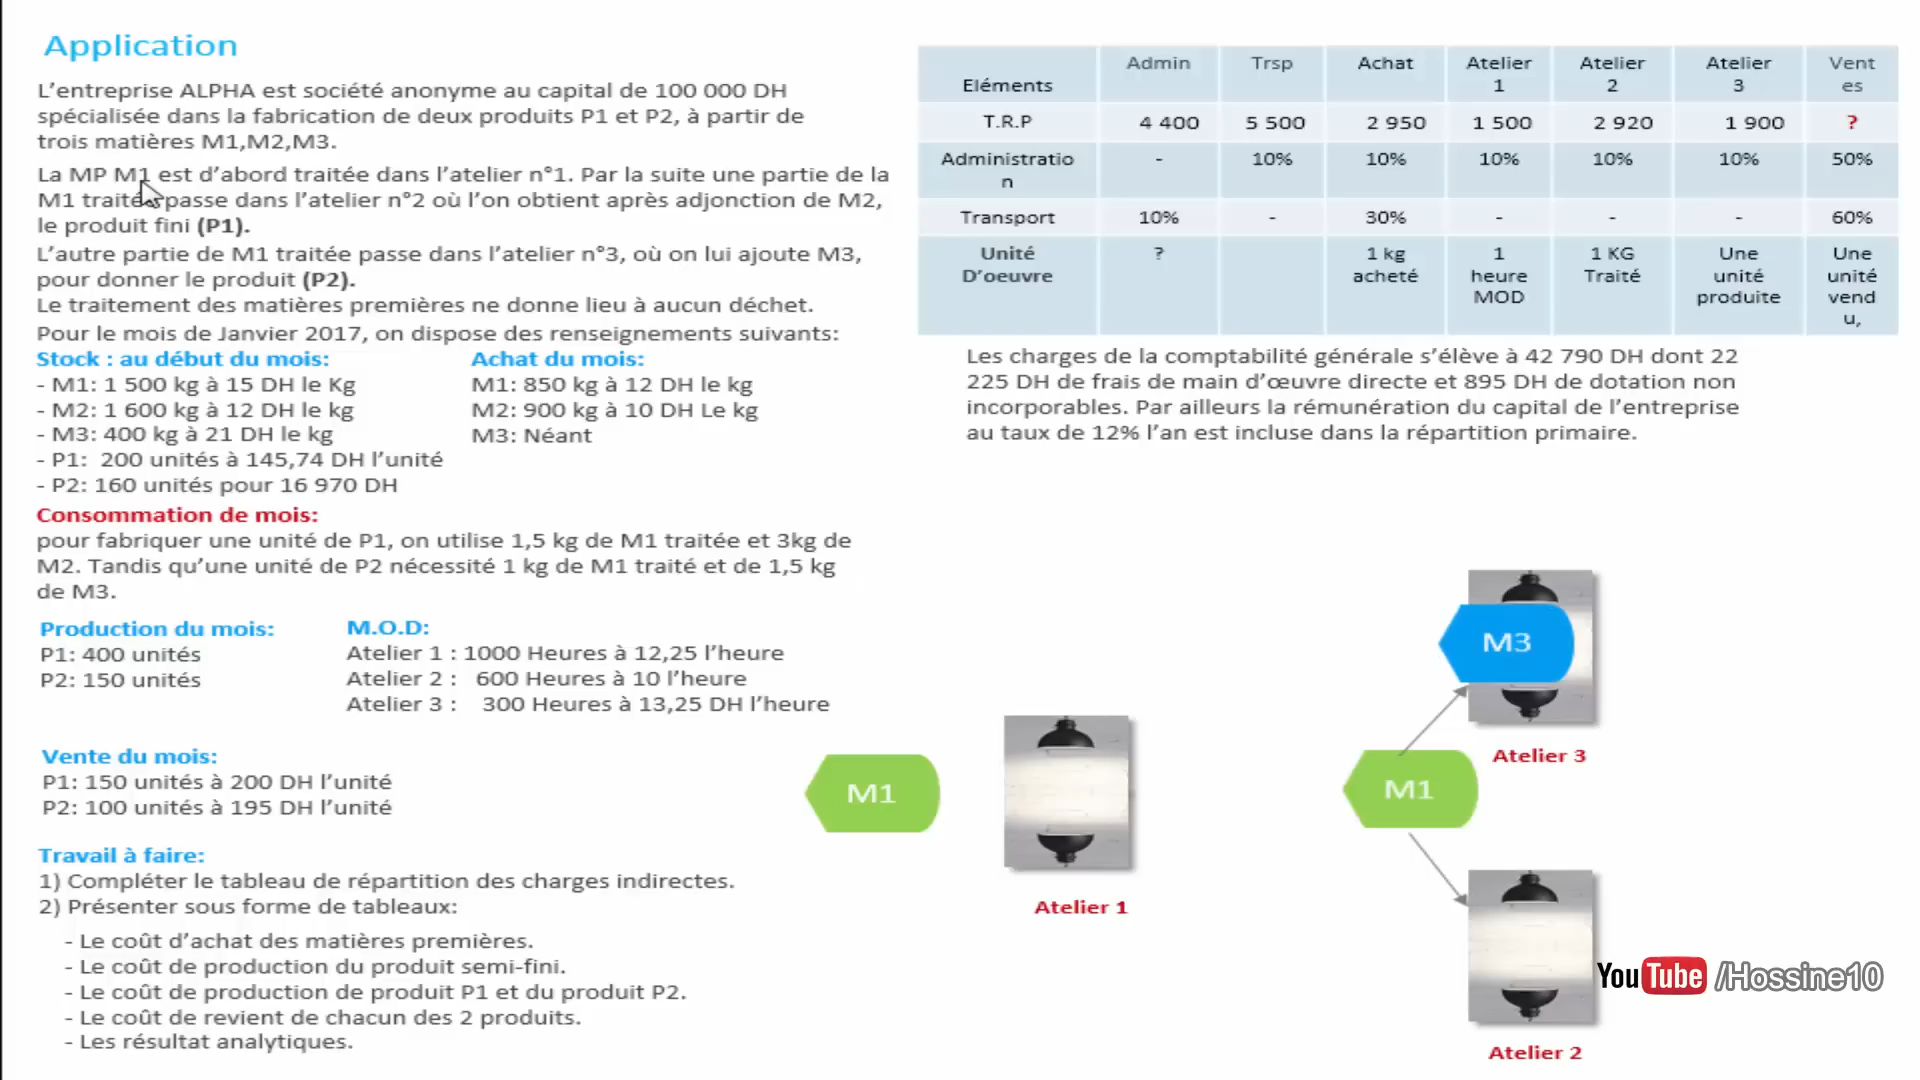 Application
L’entreprise ALPHA est société anonyme au capital de 100 000 DH
spécialisée dans la fabrication de deux produits P1 et P2, à partir de
trois matières M1,M2,M3.
La MP M1 est d’abord traitée dans l’atelier n°1. Par la suite une partie de la
M1 traitée passe dans l’atelier n°2 où l’on obtient après adjonction de M2,
le produit fini (P1).
L’autre partie de M1 traitée passe dans l’atelier n°3, où on lui ajoute M3,
pour donner le produit (P2).
Le traitement des matières premières ne donne lieu à aucun déchet.
Pour le mois de Janvier 2017, on dispose des renseignements suivants:
Stock : au début du mois:
- M1: 1 500 kg à 15 DH le Kg
- M2: 1 600 kg à 12 DH le kg
- M3: 400 kg à 21 DH le kg
- P1: 200 unités à 145,74 DH l’unité
- P2: 160 unités pour 16 970 DH
Achat du mois:
M1: 850 kg à 12 DH le kg
M2: 900 kg à 10 DH Le kg
M3: Néant
Consommation de mois:
pour fabriquer une unité de P1, on utilise 1,5 kg de M1 traitée et 3kg de
M2. Tandis qu’une unité de P2 nécessité 1 kg de M1 traité et de 1,5 kg
de M3.
Production du mois:
P1: 400 unités
P2: 150 unités
M.O.D:
Atelier 1 : 1000 Heures à 12,25 l’heure
Atelier 2 : 600 Heures à 10 l’heure
Atelier 3 : 300 Heures à 13,25 DH l’heure
Vente du mois:
P1: 150 unités à 200 DH l’unité
P2: 100 unités à 195 DH l’unité
Travail à faire:
1) Compléter le tableau de répartition des charges indirectes.
2) Présenter sous forme de tableaux:
- Le coût d’achat des matières premières.
- Le coût de production du produit semi-fini.
- Le coût de production de produit P1 et du produit P2.
- Le coût de revient de chacun des 2 produits.
- Les résultat analytiques.
Eléments Admin Trsp Achat Atelier 1 Atelier 2 Atelier 3 Vent es
T.R.P 4 400 5 500 2 950 1 500 2 920 1 900 ?
Administratio n - 10% 10% 10% 10% 10% 50%
Transport 10% - 30% - - - 60%
Unité D’oeuvre ? 1 kg acheté 1 heure MOD 1 KG Traité Une unité produite Une unité vend u,
Les charges de la comptabilité générale s’élève à 42 790 DH dont 22
225 DH de frais de main d’œuvre directe et 895 DH de dotation non
incorporables. Par ailleurs la rémunération du capital de l’entreprise
au taux de 12% l’an est incluse dans la répartition primaire.
M3
Atelier 3
M1
Atelier 1
M1
Atelier 2
YouTube /Hossine10